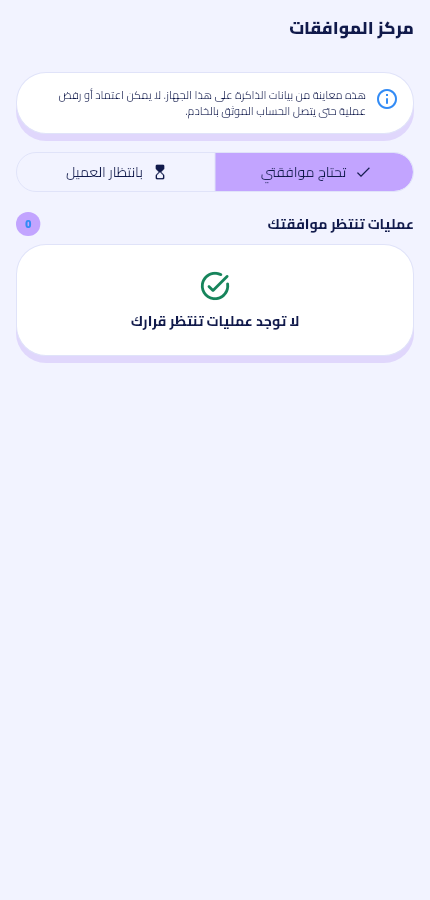 مركز الموافقات
هذه معاينة من بيانات الذاكرة على هذا الجهاز. لا يمكن اعتماد أو رفض
عملية حتى يتصل الحساب الموثق بالخادم.
تحتاج موافقتي
بانتظار العميل
عمليات تنتظر موافقتك
0
لا توجد عمليات تنتظر قرارك